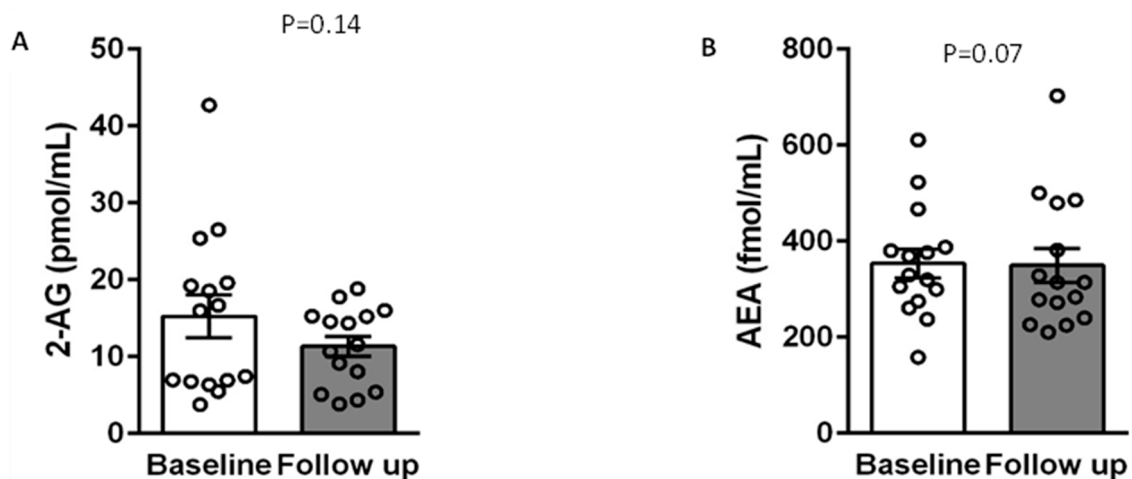 A
P=0.14
50
40
30
20
10
0
2-AG (pmol/mL)
Baseline Follow up
B
P=0.07
800
600
400
200
0
AEA (fmol/mL)
Baseline Follow up